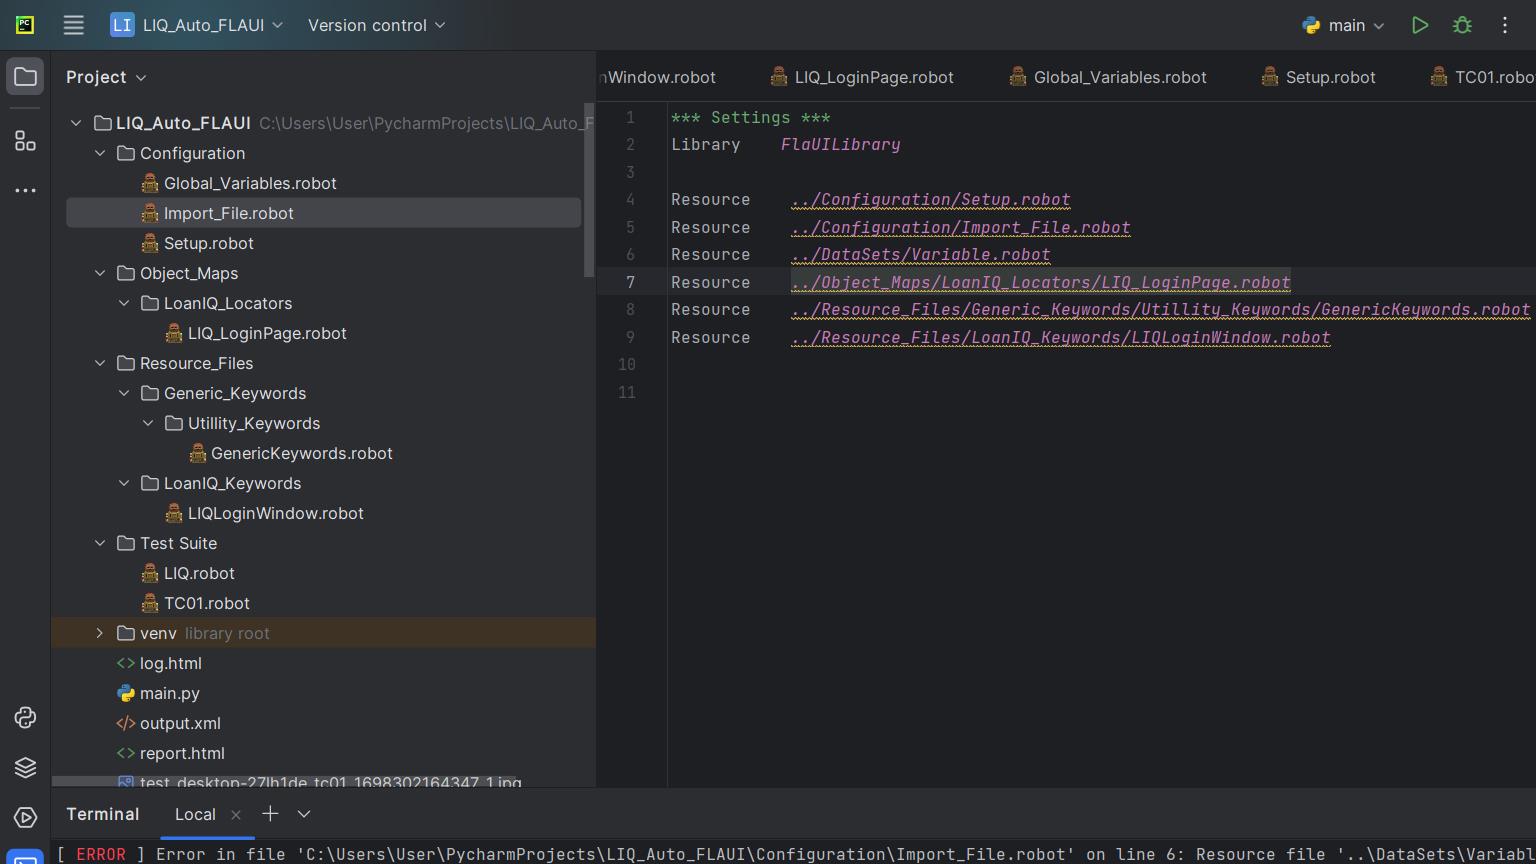 PC
LI LIQ_Auto_FLAUI Version control main
Project
nWindow.robot LIQ_LoginPage.robot Global_Variables.robot Setup.robot TC01.robo
LIQ_Auto_FLAUI C:\Users\User\PycharmProjects\LIQ_Auto_F
Configuration
Global_Variables.robot
Import_File.robot
Setup.robot
Object_Maps
LoanIQ_Locators
LIQ_LoginPage.robot
Resource_Files
Generic_Keywords
Utillity_Keywords
GenericKeywords.robot
LoanIQ_Keywords
LIQLoginWindow.robot
Test Suite
LIQ.robot
TC01.robot
venv library root
log.html
main.py
output.xml
report.html
test_desktop-27lh1de_tc01_1698302164347_1.jpg
1 *** Settings ***
2 Library FlaUILibrary
3
4 Resource ../Configuration/Setup.robot
5 Resource ../Configuration/Import_File.robot
6 Resource ../DataSets/Variable.robot
7 Resource ../Object_Maps/LoanIQ_Locators/LIQ_LoginPage.robot
8 Resource ../Resource_Files/Generic_Keywords/Utillity_Keywords/GenericKeywords.robot
9 Resource ../Resource_Files/LoanIQ_Keywords/LIQLoginWindow.robot
10
11
Terminal Local
[ ERROR ] Error in file 'C:\Users\User\PycharmProjects\LIQ_Auto_FLAUI\Configuration\Import_File.robot' on line 6: Resource file '..\DataSets\Variabl